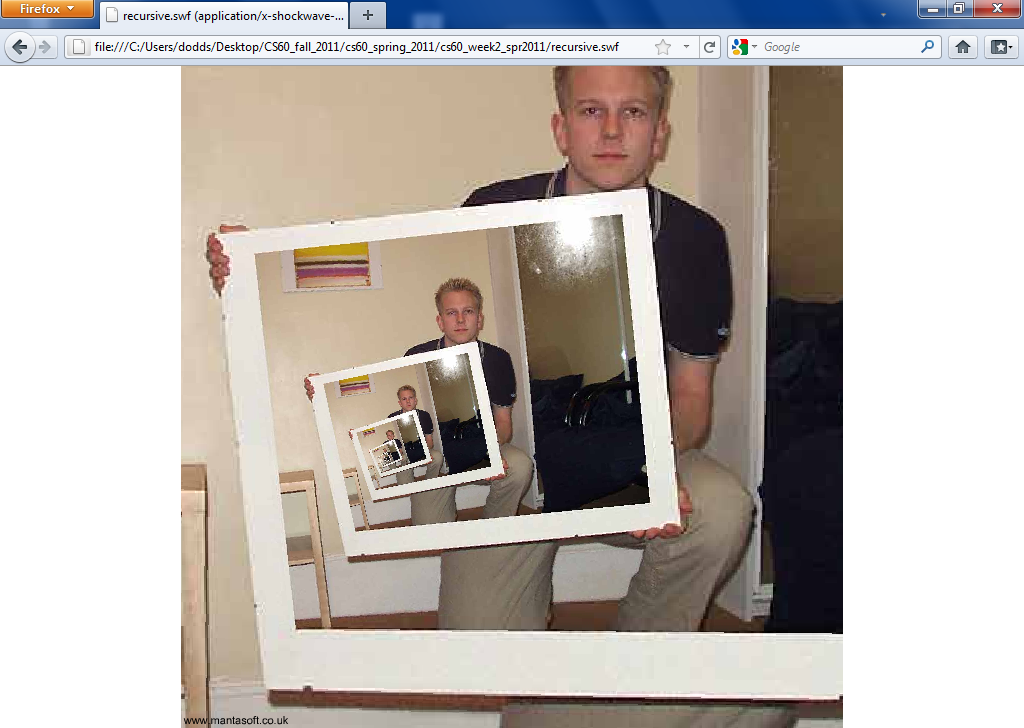 Firefox
recursive.swf (application/x-shockwave-...
file:///C:/Users/dodds/Desktop/CS60_fall_2011/cs60_spring_2011/cs60_week2_spr2011/recursive.swf
Google
www.mantasoft.co.uk